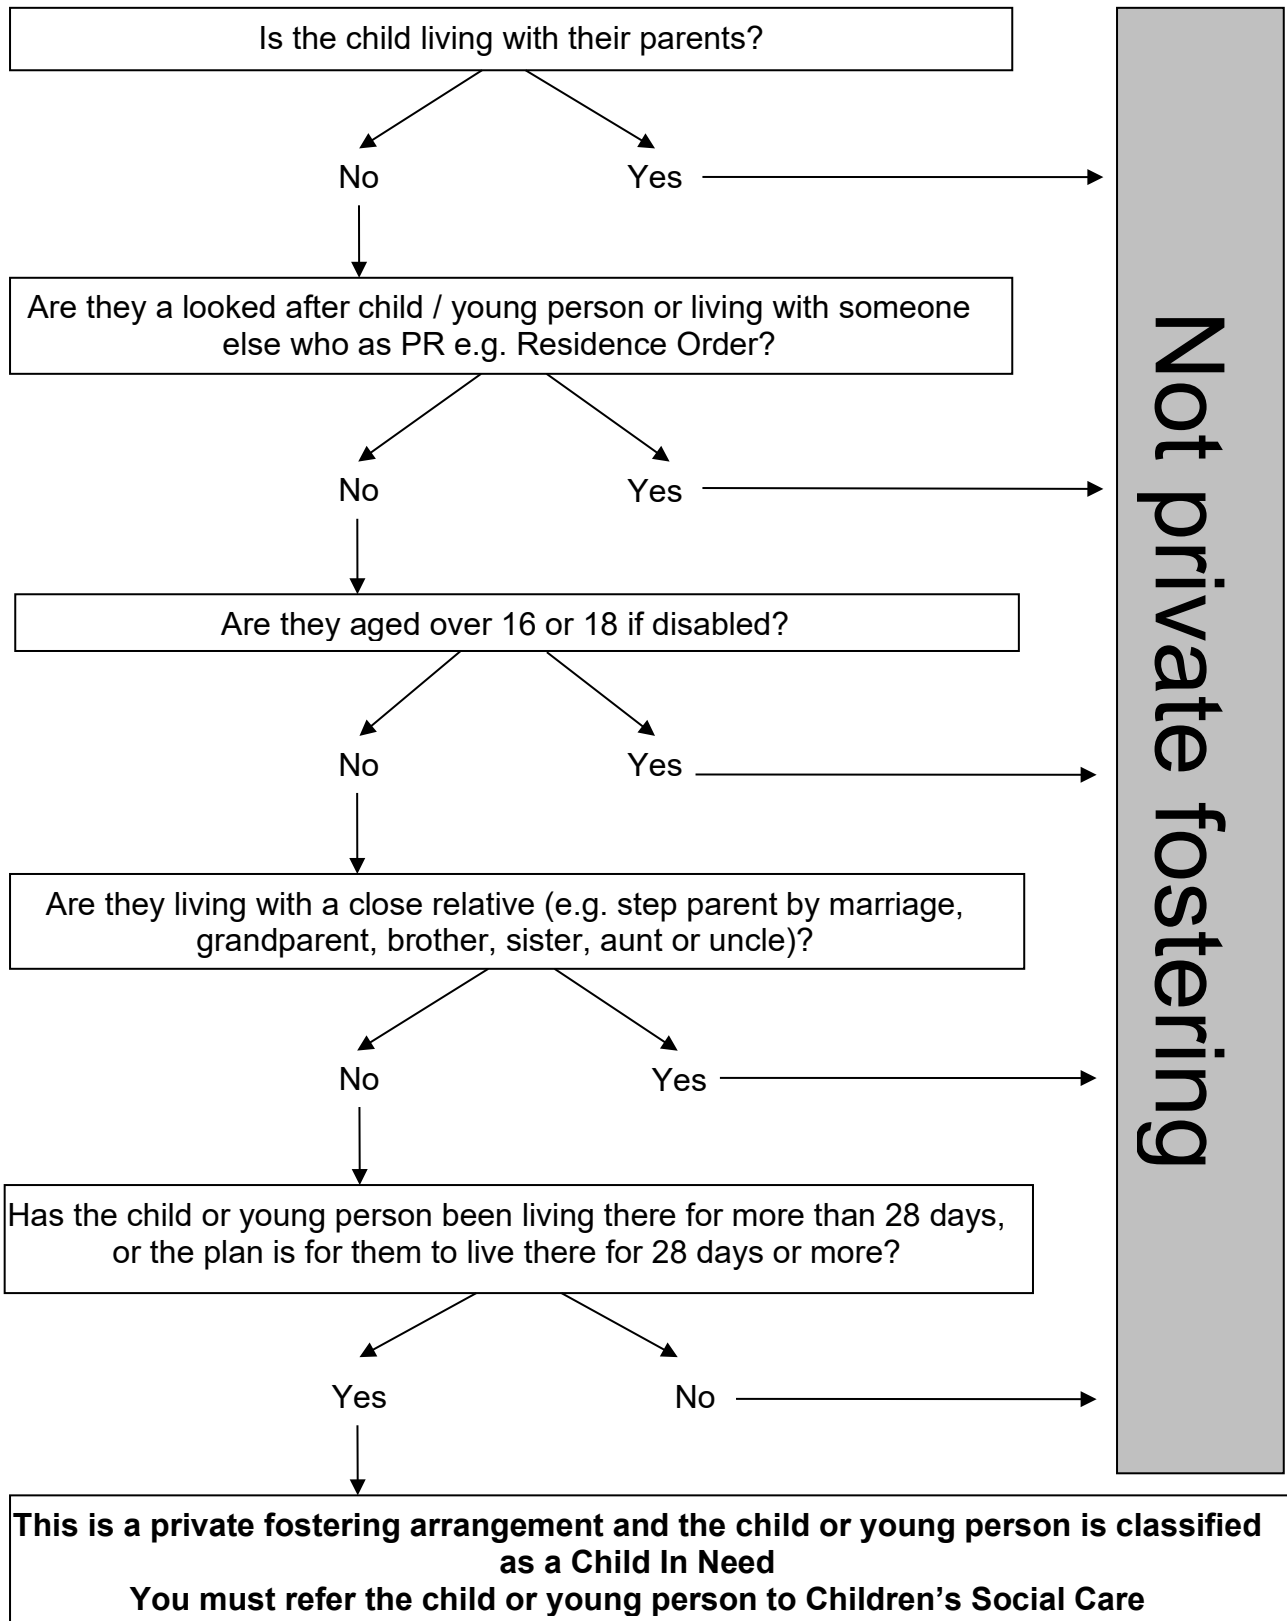 Is the child living with their parents?
No
Yes
Are they a looked after child / young person or living with someone
else who as PR e.g. Residence Order?
No
Yes
Are they aged over 16 or 18 if disabled?
No
Yes
Are they living with a close relative (e.g. step parent by marriage,
grandparent, brother, sister, aunt or uncle)?
No
Yes
Has the child or young person been living there for more than 28 days,
or the plan is for them to live there for 28 days or more?
Yes
No
This is a private fostering arrangement and the child or young person is classified
as a Child In Need
You must refer the child or young person to Children’s Social Care
Not private fostering